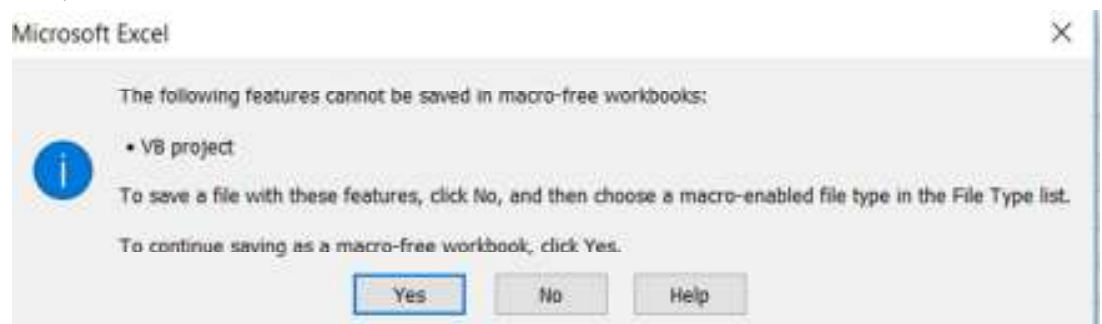 Microsoft Excel
The following features cannot be saved in macro-free workbooks:
• VB project
To save a file with these features, click No, and then choose a macro-enabled file type in the File Type list.
To continue saving as a macro-free workbook, click Yes.
Yes No Help